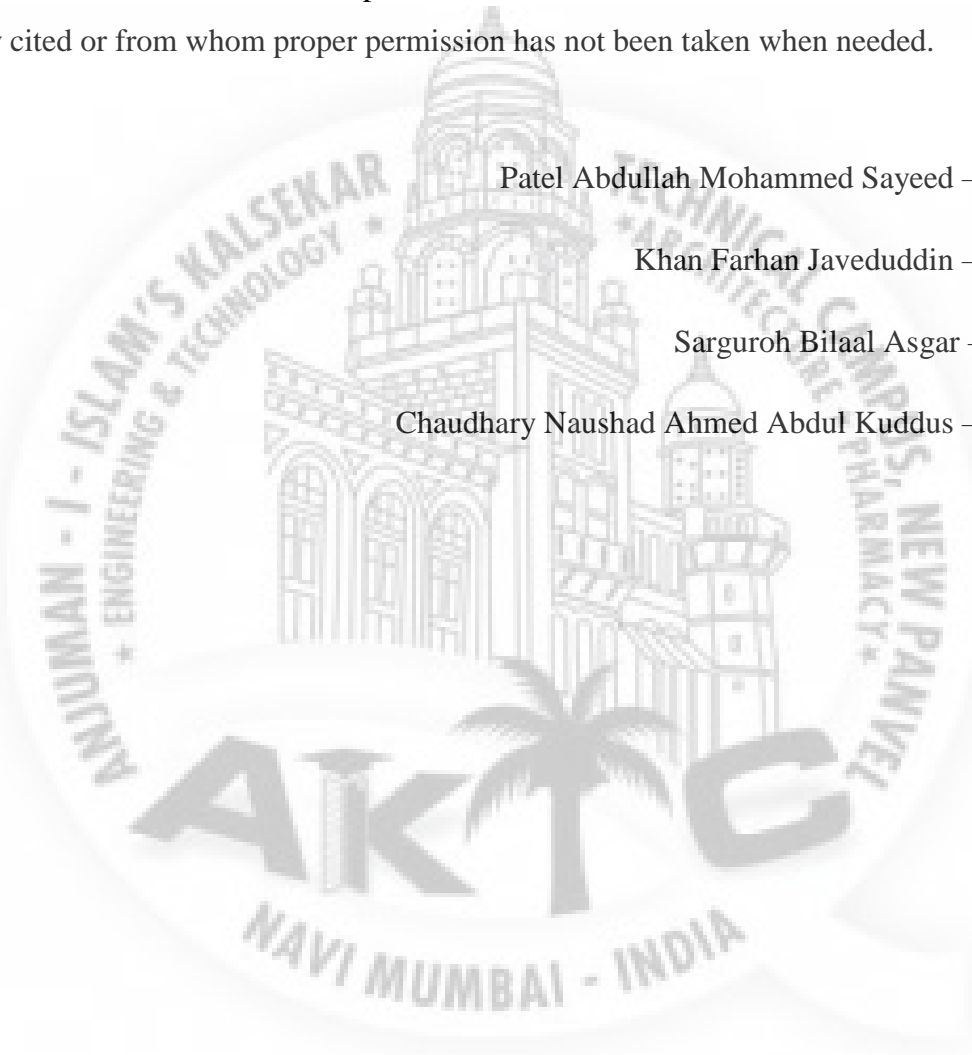 cited or from whom proper permission has not been taken when needed.
Patel Abdullah Mohammed Sayeed –
Khan Farhan Javeduddin –
Sarguroh Bilaal Asgar –
Chaudhary Naushad Ahmed Abdul Kuddus –
ANJUMAN - I - ISLAM'S KALSEKAR TECHNICAL CAMPUS, NEW PANVEL
* ENGINEERING & TECHNOLOGY * *ARCHITECTURE PHARMACY*
AiKTC
NAVI MUMBAI - INDIA